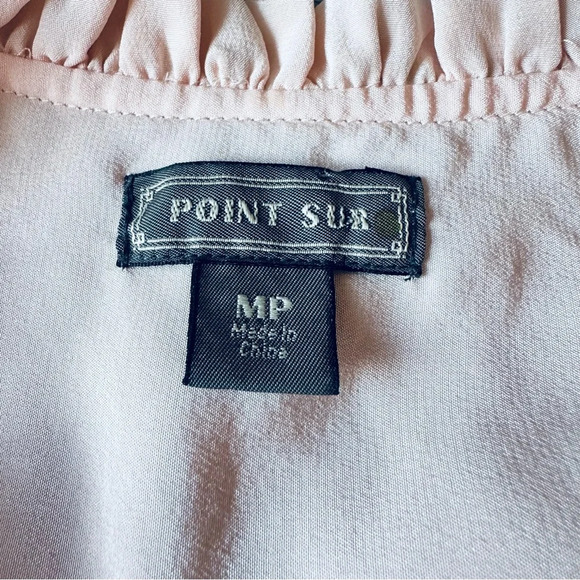 POINT SUR
MP
Made in
China